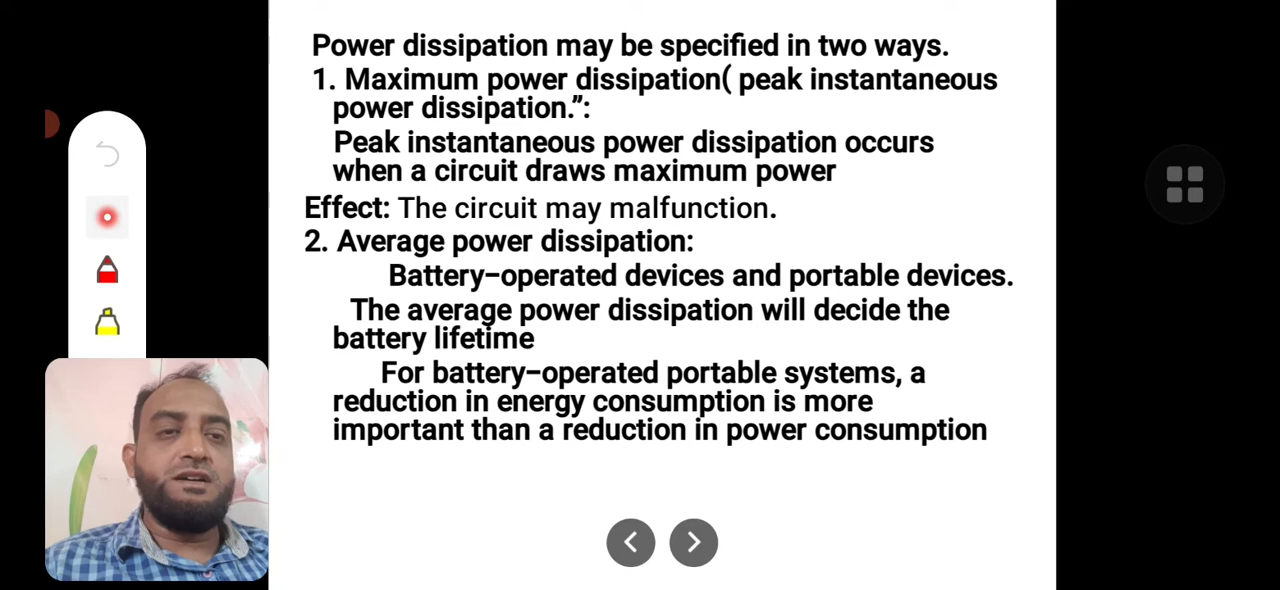 Power dissipation may be specified in two ways.
1. Maximum power dissipation( peak instantaneous
power dissipation.”:
Peak instantaneous power dissipation occurs
when a circuit draws maximum power
Effect: The circuit may malfunction.
2. Average power dissipation:
Battery–operated devices and portable devices.
The average power dissipation will decide the
battery lifetime
For battery–operated portable systems, a
reduction in energy consumption is more
important than a reduction in power consumption